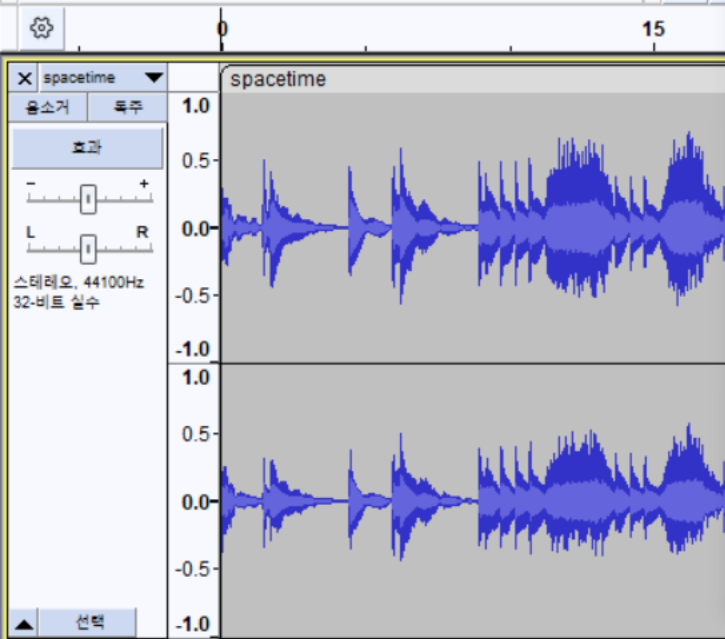 0 15
spacetime
spacetime
음소거 독주
효과
- +
L R
스테레오, 44100Hz
32-비트 실수
1.0
0.5-
0.0-
-0.5-
-1.0
1.0
0.5-
0.0-
-0.5-
-1.0
선택